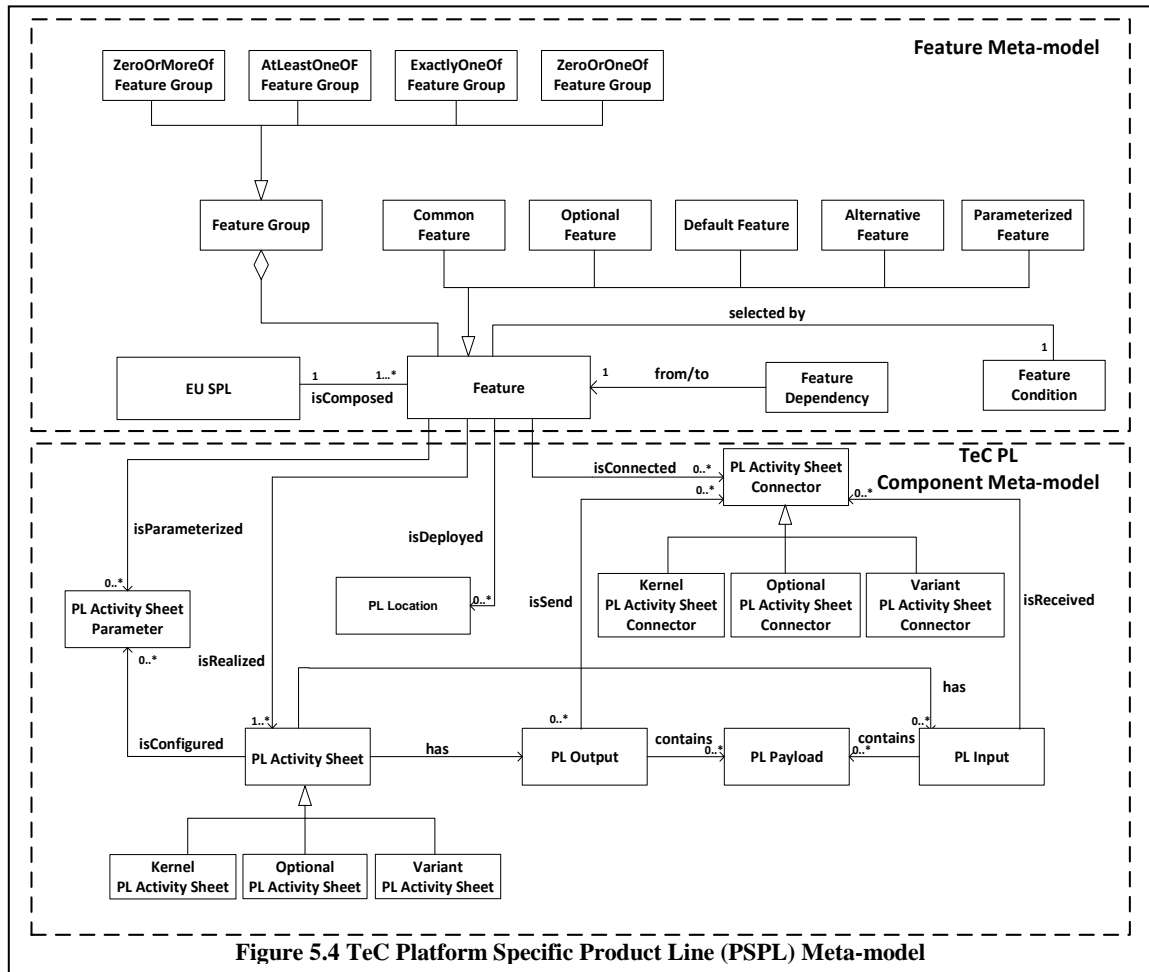 Feature Meta-model
ZeroOrMoreOf
Feature Group
AtLeastOneOF
Feature Group
ExactlyOneOf
Feature Group
ZeroOrOneOf
Feature Group
Feature Group
Common
Feature
Optional
Feature
Default Feature
Alternative
Feature
Parameterized
Feature
selected by
EU SPL
1
1...*
isComposed
Feature
1
from/to
Feature
Dependency
1
Feature
Condition
TeC PL
Component Meta-model
isConnected
0..*
PL Activity Sheet
Connector
0..*
0..*
isParameterized
isDeployed
0..*
PL Activity Sheet
Parameter
0..*
PL Location
0..*
Kernel
PL Activity Sheet
Connector
Optional
PL Activity Sheet
Connector
Variant
PL Activity Sheet
Connector
isSend
isReceived
isRealized
has
1..*
0..*
0..*
isConfigured
PL Activity Sheet
has
PL Output
contains
0..*
PL Payload
contains
0..*
PL Input
Kernel
PL Activity Sheet
Optional
PL Activity Sheet
Variant
PL Activity Sheet
Figure 5.4 TeC Platform Specific Product Line (PSPL) Meta-model